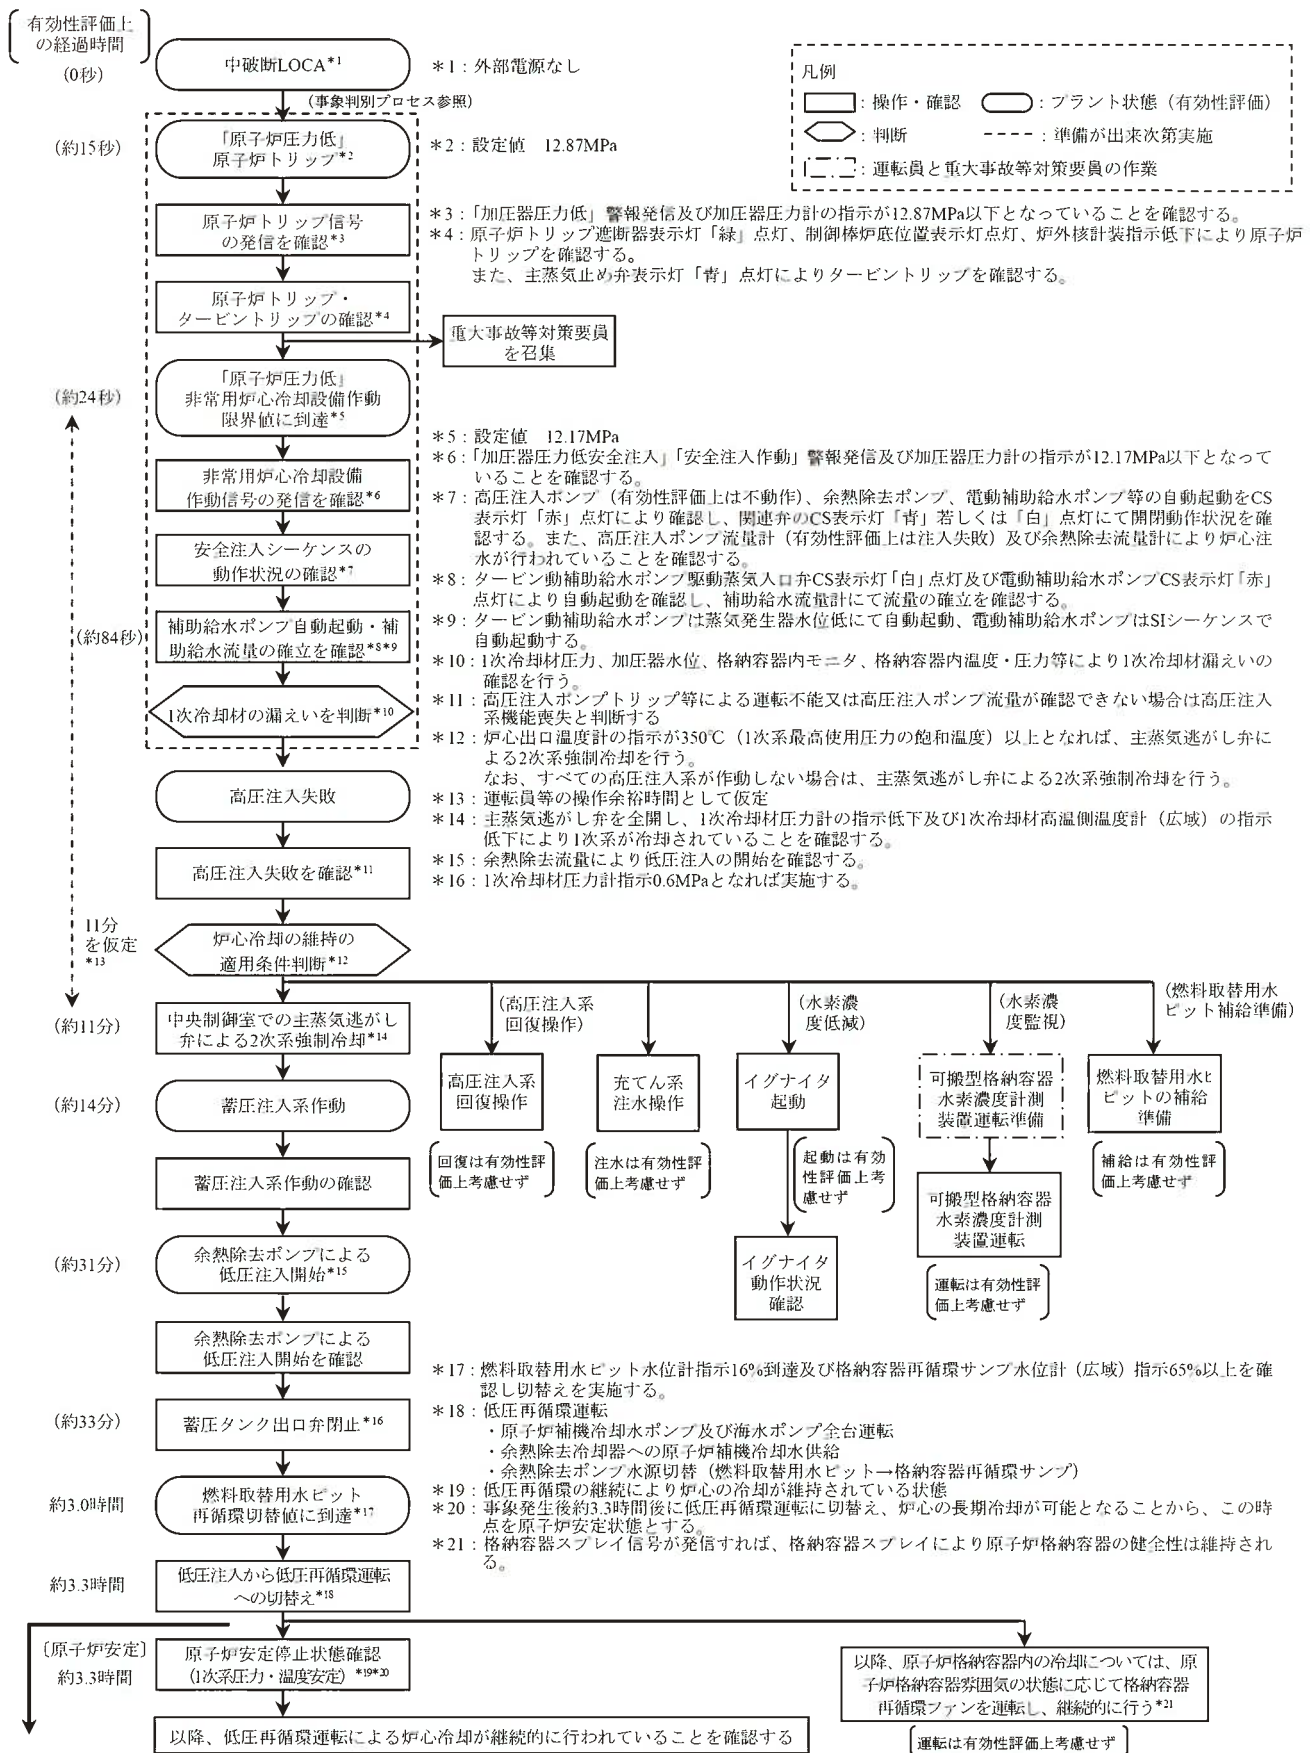 有効性評価上
の経過時間
(0秒)
中破断LOCA*1
*1：外部電源なし
(事象判別プロセス参照)
凡例
：操作・確認
：プラント状態（有効性評価）
：判断
：準備が出来次第実施
：運転員と重大事故等対策要員の作業
(約15秒)
「原子炉圧力低」
原子炉トリップ*2
*2：設定値　12.87MPa
原子炉トリップ信号
の発信を確認*3
*3：「加圧器圧力低」警報発信及び加圧器圧力計の指示が12.87MPa以下となっていることを確認する。
*4：原子炉トリップ遮断器表示灯「緑」点灯、制御棒炉底位置表示灯点灯、炉外核計装指示低下により原子炉
トリップを確認する。
また、主蒸気止め弁表示灯「青」点灯によりタービントリップを確認する。
原子炉トリップ・
タービントリップの確認*4
重大事故等対策要員
を召集
(約24秒)
「原子炉圧力低」
非常用炉心冷却設備作動
限界値に到達*5
*5：設定値　12.17MPa
*6：「加圧器圧力低安全注入」「安全注入作動」警報発信及び加圧器圧力計の指示が12.17MPa以下となって
いることを確認する。
*7：高圧注入ポンプ（有効性評価上は不動作）、余熱除去ポンプ、電動補助給水ポンプ等の自動起動をCS
表示灯「赤」点灯により確認し、関連弁のCS表示灯「青」若しくは「白」点灯にて開閉動作状況を確
認する。また、高圧注入ポンプ流量計（有効性評価上は注入失敗）及び余熱除去流量計により炉心注
水が行われていることを確認する。
*8：タービン動補助給水ポンプ駆動蒸気入口弁CS表示灯「白」点灯及び電動補助給水ポンプCS表示灯「赤」
点灯により自動起動を確認し、補助給水流量計にて流量の確立を確認する。
*9：タービン動補助給水ポンプは蒸気発生器水位低にて自動起動、電動補助給水ポンプはSIシーケンスで
自動起動する。
*10：1次冷却材圧力、加圧器水位、格納容器内モニタ、格納容器内温度・圧力等により1次冷却材漏えいの
確認を行う。
*11：高圧注入ポンプトリップ等による運転不能又は高圧注入ポンプ流量が確認できない場合は高圧注入
系機能喪失と判断する
*12：炉心出口温度計の指示が350℃（1次系最高使用圧力の飽和温度）以上となれば、主蒸気逃がし弁に
よる2次系強制冷却を行う。
なお、すべての高圧注入系が作動しない場合は、主蒸気逃がし弁による2次系強制冷却を行う。
*13：運転員等の操作余裕時間として仮定
*14：主蒸気逃がし弁を全開し、1次冷却材圧力計の指示低下及び1次冷却材高温側温度計（広域）の指示
低下により1次系が冷却されていることを確認する。
*15：余熱除去流量により低圧注入の開始を確認する。
*16：1次冷却材圧力計指示0.6MPaとなれば実施する。
非常用炉心冷却設備
作動信号の発信を確認*6
安全注入シーケンスの
動作状況の確認*7
(約84秒)
補助給水ポンプ自動起動・補
助給水流量の確立を確認*8*9
1次冷却材の漏えいを判断*10
高圧注入失敗
高圧注入失敗を確認*11
11分
を仮定
*13
炉心冷却の維持の
適用条件判断*12
(約11分)
中央制御室での主蒸気逃がし
弁による2次系強制冷却*14
(高圧注入系
回復操作)
(水素濃
度低減)
(水素濃
度監視)
(燃料取替用水
ピット補給準備)
高圧注入系
回復操作
充てん系
注水操作
イグナイタ
起動
可搬型格納容器
水素濃度計測
装置運転準備
燃料取替用水ピ
ピットの補給
準備
(約14分)
蓄圧注入系作動
回復は有効性評
価上考慮せず
注水は有効性評
価上考慮せず
起動は有効
性評価上考
慮せず
補給は有効性評
価上考慮せず
蓄圧注入系作動の確認
可搬型格納容器
水素濃度計測
装置運転
(約31分)
余熱除去ポンプによる
低圧注入開始*15
イグナイタ
動作状況
確認
運転は有効性評
価上考慮せず
余熱除去ポンプによる
低圧注入開始を確認
(約33分)
蓄圧タンク出口弁閉止*16
*17：燃料取替用水ピット水位計指示16%到達及び格納容器再循環サンプ水位計（広域）指示65%以上を確
認し切替えを実施する。
*18：低圧再循環運転
・原子炉補機冷却水ポンプ及び海水ポンプ全台運転
・余熱除去冷却器への原子炉補機冷却水供給
・余熱除去ポンプ水源切替（燃料取替用水ピット→格納容器再循環サンプ）
*19：低圧再循環の継続により炉心の冷却が維持されている状態
*20：事象発生後約3.3時間後に低圧再循環運転に切替え、炉心の長期冷却が可能となることから、この時
点を原子炉安定状態とする。
*21：格納容器スプレイ信号が発信すれば、格納容器スプレイにより原子炉格納容器の健全性は維持され
る。
約3.0時間
燃料取替用水ピット
再循環切替値に到達*17
約3.3時間
低圧注入から低圧再循環運転
への切替え*18
〔原子炉安定〕
約3.3時間
原子炉安定停止状態確認
(1次系圧力・温度安定)*19*20
以降、原子炉格納容器内の冷却については、原
子炉格納容器雰囲気の状態に応じて格納容器
再循環ファンを運転し、継続的に行う*21
以降、低圧再循環運転による炉心冷却が継続的に行われていることを確認する
運転は有効性評価上考慮せず